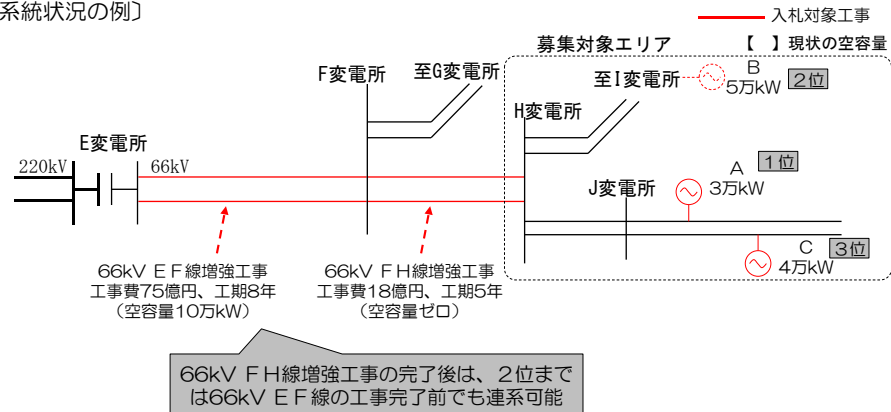 系統状況の例〕
入札対象工事
募集対象エリア
【　】現状の空容量
F変電所
至G変電所
至I変電所
B
5万kW
2位
H変電所
E変電所
220kV
66kV
J変電所
A
1位
3万kW
C
3位
4万kW
66kV EF線増強工事
工事費75億円、工期8年
（空容量10万kW）
66kV FH線増強工事
工事費18億円、工期5年
（空容量ゼロ）
66kV FH線増強工事の完了後は、２位まで
は66kV EF線の工事完了前でも連系可能